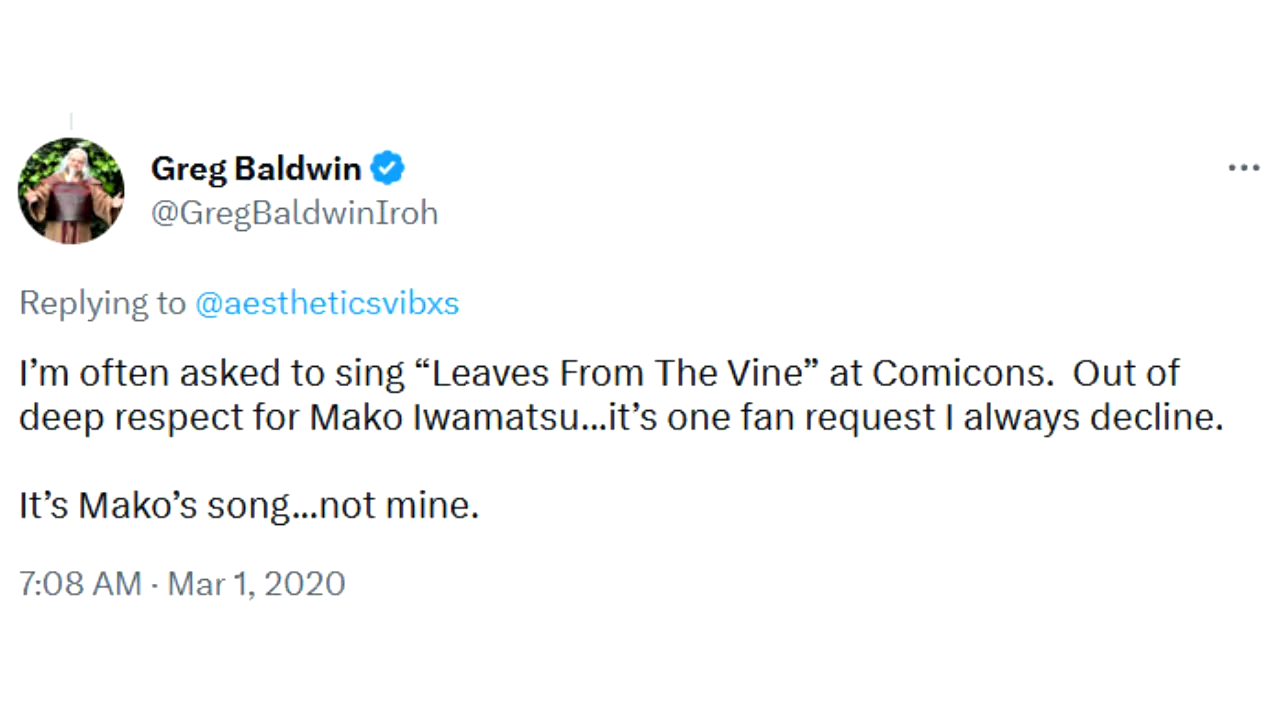 Greg Baldwin
@GregBaldwinIroh
Replying to @aestheticsvibxs
I’m often asked to sing “Leaves From The Vine” at Comicons.  Out of
deep respect for Mako Iwamatsu...it’s one fan request I always decline.
It’s Mako’s song...not mine.
7:08 AM · Mar 1, 2020